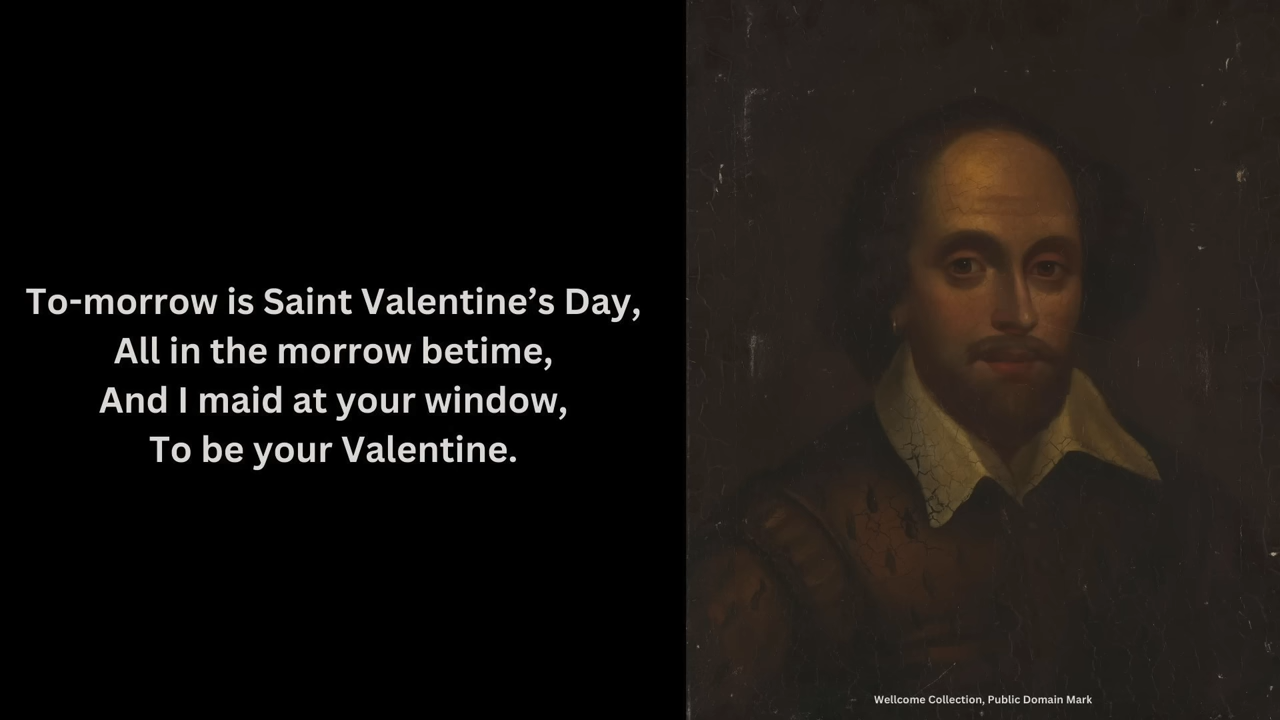 To-morrow is Saint Valentine’s Day,
All in the morrow betime,
And I maid at your window,
To be your Valentine.
Wellcome Collection, Public Domain Mark